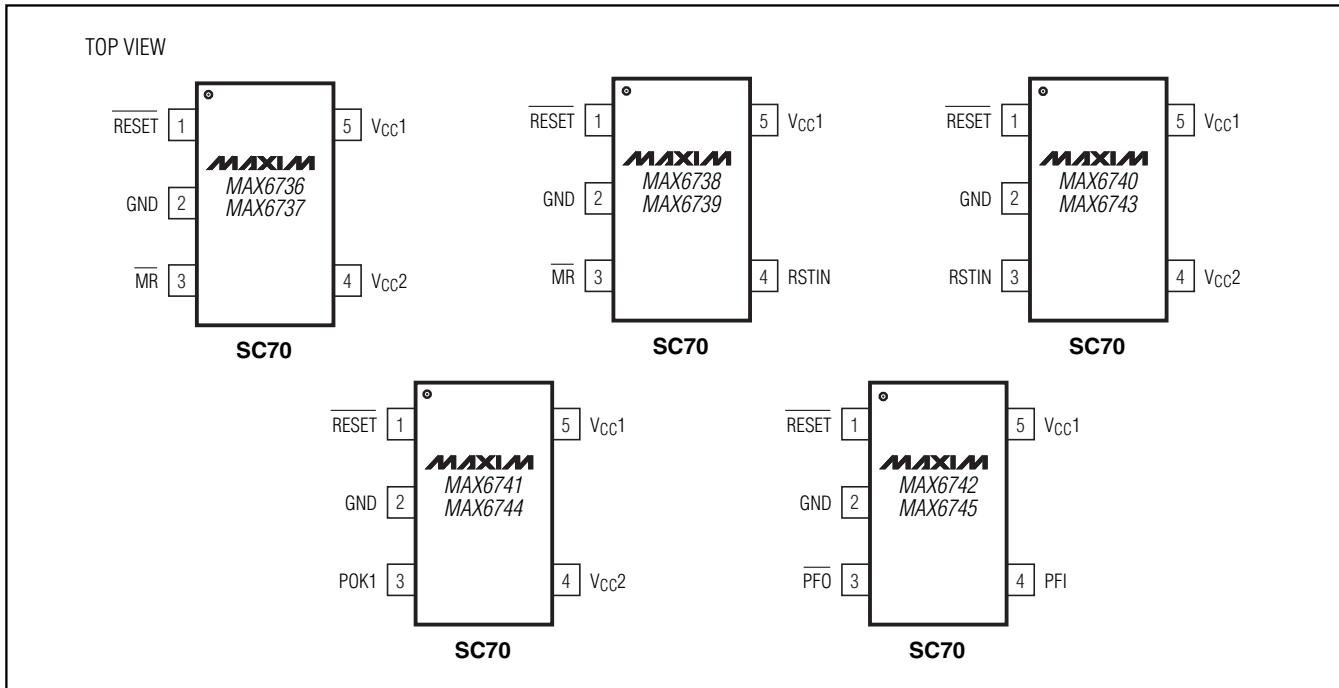 TOP VIEW
RESET 1 5 VCC1
MAXIM
MAX6736
GND 2 MAX6737
MR 3 4 VCC2
SC70
RESET 1 5 VCC1
MAXIM
MAX6738
GND 2 MAX6739
MR 3 4 RSTIN
SC70
RESET 1 5 VCC1
MAXIM
MAX6740
GND 2 MAX6743
RSTIN 3 4 VCC2
SC70
RESET 1 5 VCC1
MAXIM
MAX6741
GND 2 MAX6744
POK1 3 4 VCC2
SC70
RESET 1 5 VCC1
MAXIM
MAX6742
GND 2 MAX6745
PFO 3 4 PFI
SC70